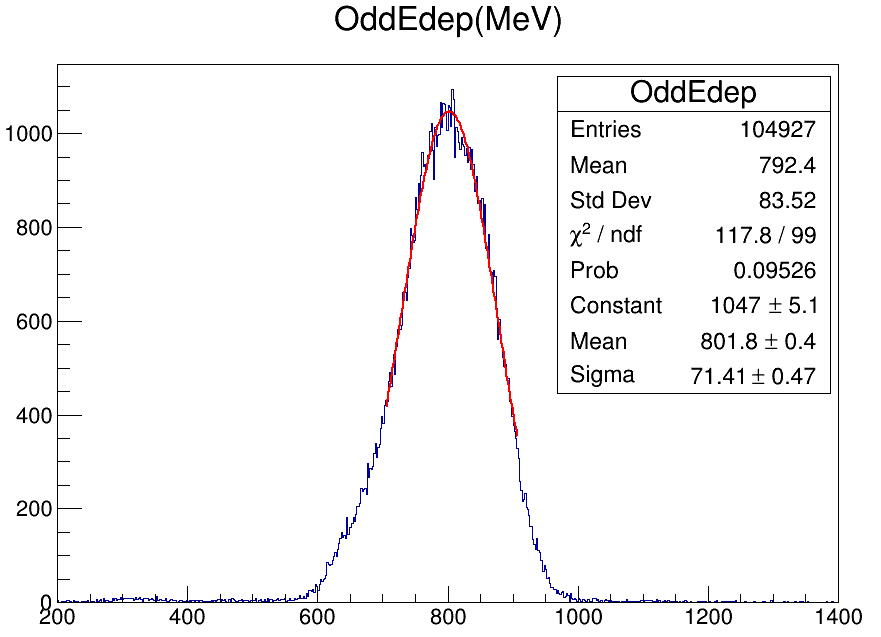 OddEdep(MeV)
OddEdep
Entries 104927
Mean 792.4
Std Dev 83.52
χ² / ndf 117.8 / 99
Prob 0.09526
Constant 1047 ± 5.1
Mean 801.8 ± 0.4
Sigma 71.41 ± 0.47
1000
800
600
400
200
0
200 400 600 800 1000 1200 1400